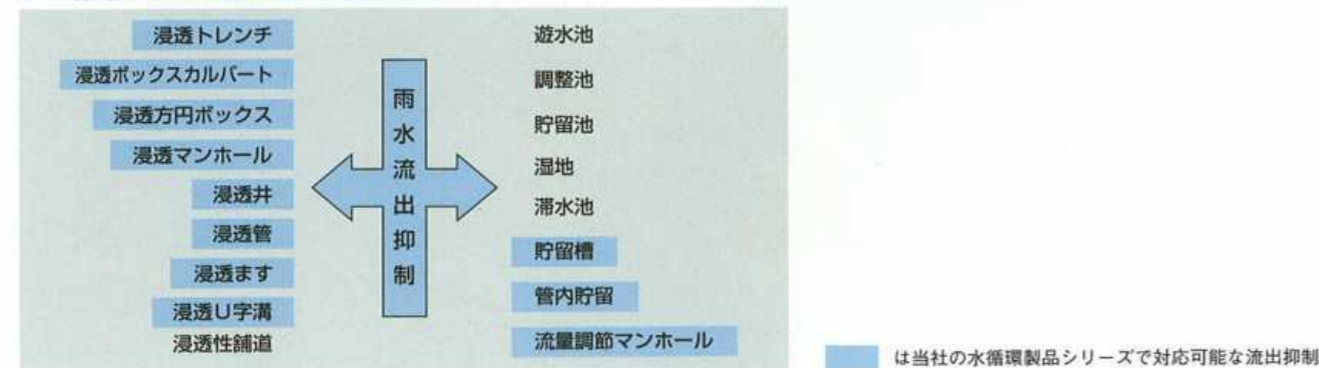 浸透トレンチ
浸透ボックスカルバート
浸透方円ボックス
浸透マンホール
浸透井
浸透管
浸透ます
浸透U字溝
浸透性舗道
雨水流出抑制
遊水池
調整池
貯留池
湿地
滞水池
貯留槽
管内貯留
流量調節マンホール
は当社の水循環製品シリーズで対応可能な流出抑制